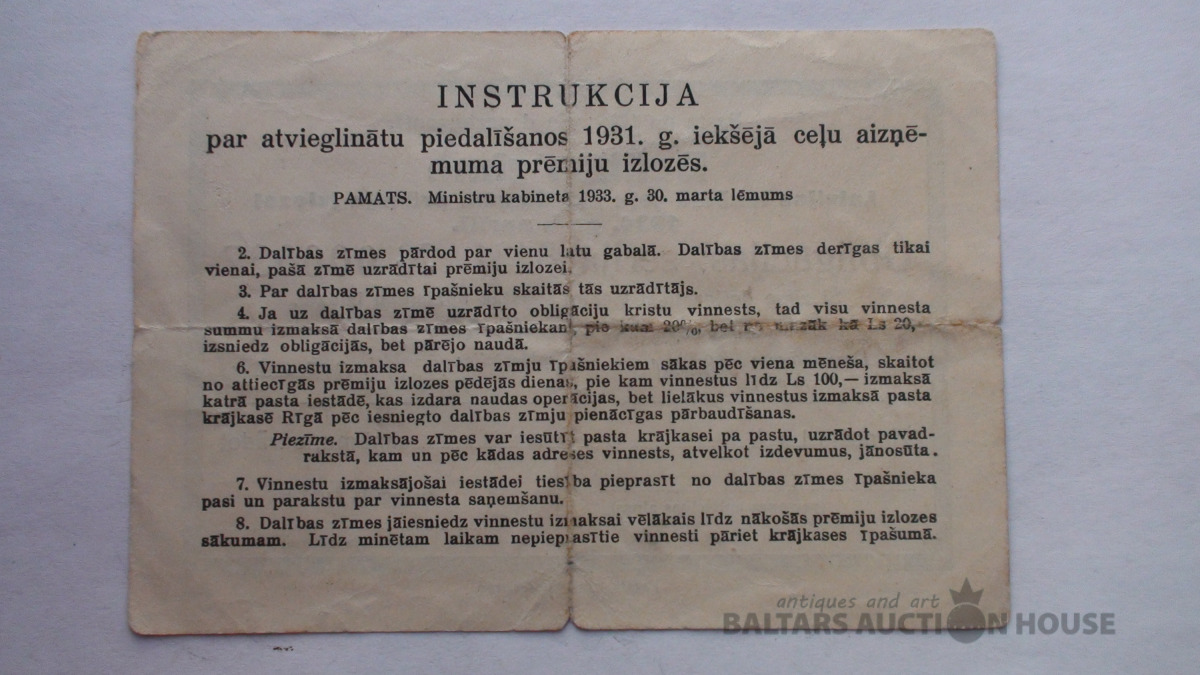 INSTRUKCIJA
par atvieglinātu piedalīšanos 1931. g. iekšējā ceļu aizņē-
muma prēmiju izlozēs.
PAMATS. Ministru kabineta 1933. g. 30. marta lēmums
2. Dalības zīmes pārdod par vienu latu gabalā. Dalības zīmes derīgas tikai
vienai, pašā zīmē uzrādītai prēmiju izlozei.
3. Par dalības zīmes īpašnieku skaitās tās uzrādītājs.
4. Ja uz dalības zīmē uzrādīto obligāciju kristu vinnests, tad visu vinnesta
summu izmaksā dalības zīmes īpašniekam, pie kam 20%, bet ne vairāk kā Ls 20,—
izsniedz obligācijās, bet pārējo naudā.
6. Vinnestu izmaksa dalības zīmju īpašniekiem sākas pēc viena mēneša, skaitot
no attiecīgās prēmiju izlozes pēdējās dienas, pie kam vinnestus līdz Ls 100,— izmaksā
katrā pasta iestādē, kas izdara naudas operācijas, bet lielākus vinnestus izmaksā pasta
krājkasē Rīgā pēc iesniegto dalības zīmju pienācīgas pārbaudīšanas.
Piezīme. Dalības zīmes var iesūtīt pasta krājkasei pa pastu, uzrādot pavad-
rakstā, kam un pēc kādas adreses vinnests, atvelkot izdevumus, jānosūta.
7. Vinnestu izmaksājošai iestādei tiesība pieprasīt no dalības zīmes īpašnieka
pasi un parakstu par vinnesta saņemšanu.
8. Dalības zīmes jāiesniedz vinnestu izmaksai vēlākais līdz nākošās prēmiju izlozes
sākumam. Līdz minētam laikam nepieprasītie vinnesti pāriet krājkases īpašumā.
antiques and art
BALTARS AUCTION HOUSE